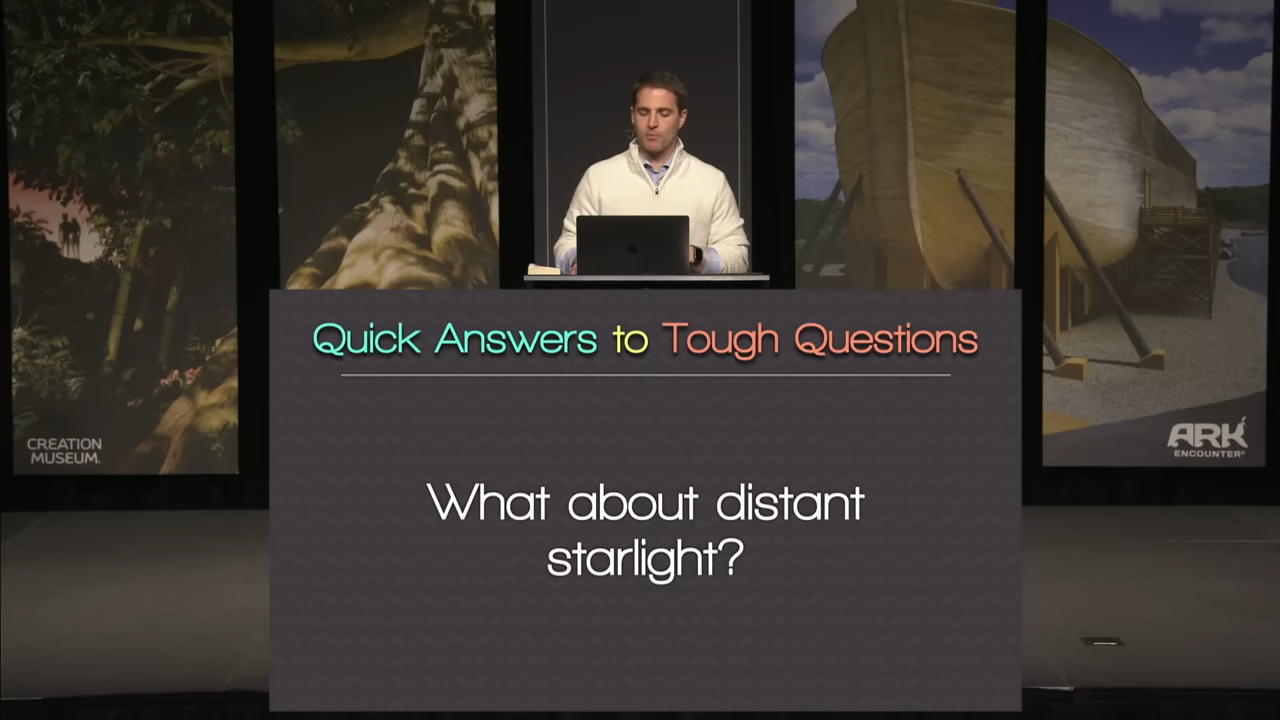 Quick Answers to Tough Questions
What about distant
starlight?
CREATION
MUSEUM.
ARK
ENCOUNTER®